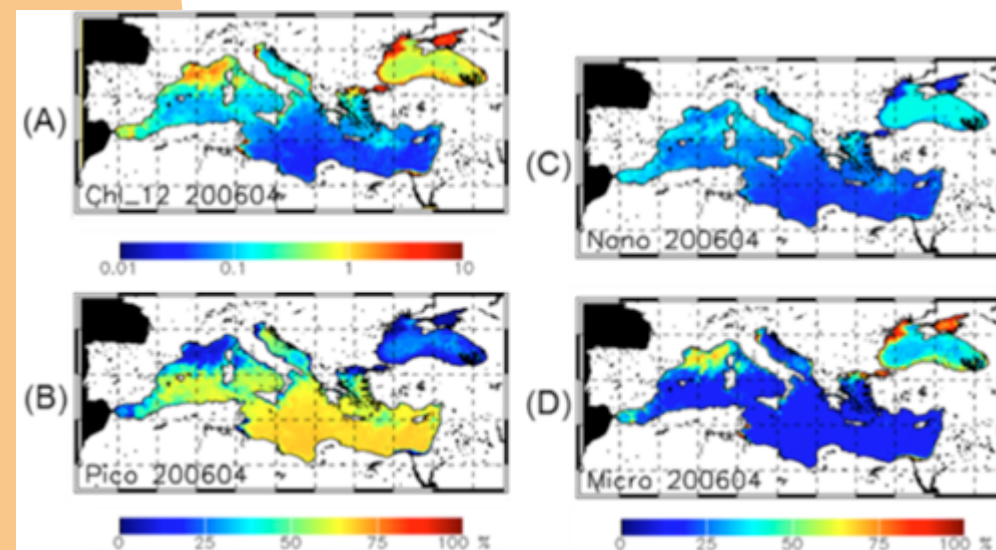 (A)
Chl_12 200604
0.01 0.1 1 10
(B)
Pico 200604
0 25 50 75 100 %
(C)
Nano 200604
(D)
Micro 200604
0 25 50 75 100 %